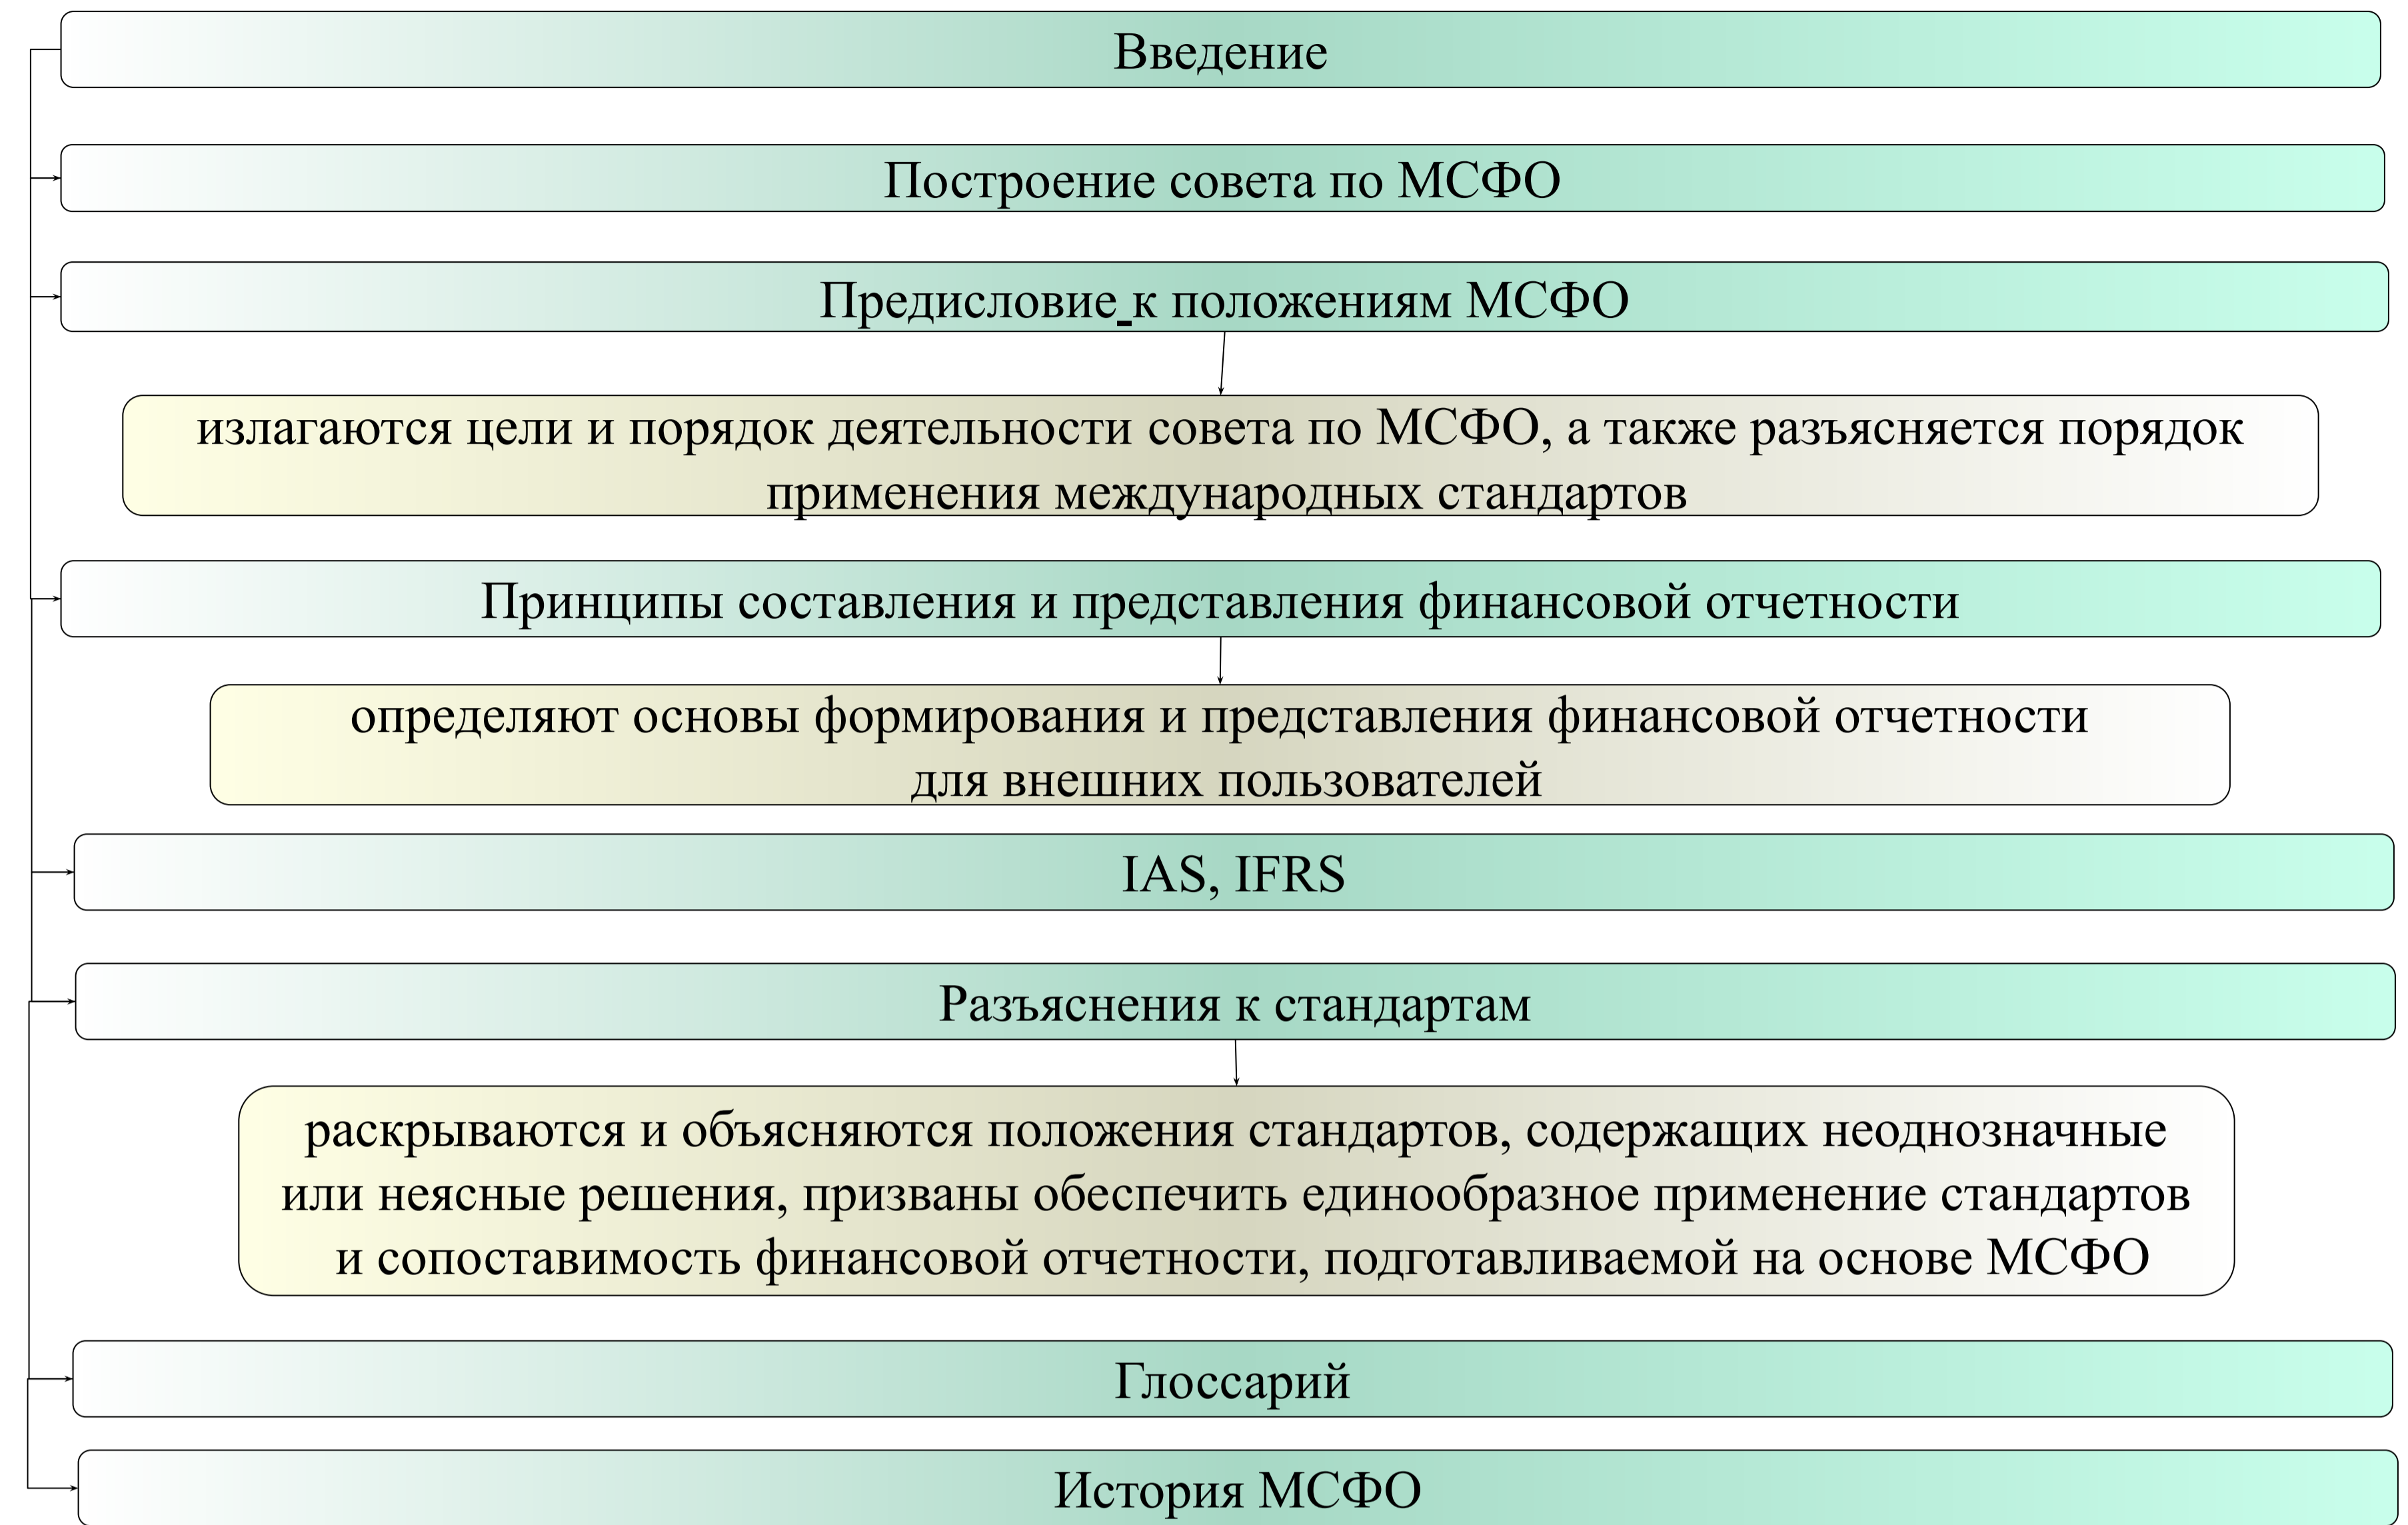 Введение
Построение совета по МСФО
Предисловие к положениям МСФО
излагаются цели и порядок деятельности совета по МСФО, а также разъясняется порядок
применения международных стандартов
Принципы составления и представления финансовой отчетности
определяют основы формирования и представления финансовой отчетности
для внешних пользователей
IAS, IFRS
Разъяснения к стандартам
раскрываются и объясняются положения стандартов, содержащих неоднозначные
или неясные решения, призваны обеспечить единообразное применение стандартов
и сопоставимость финансовой отчетности, подготавливаемой на основе МСФО
Глоссарий
История МСФО